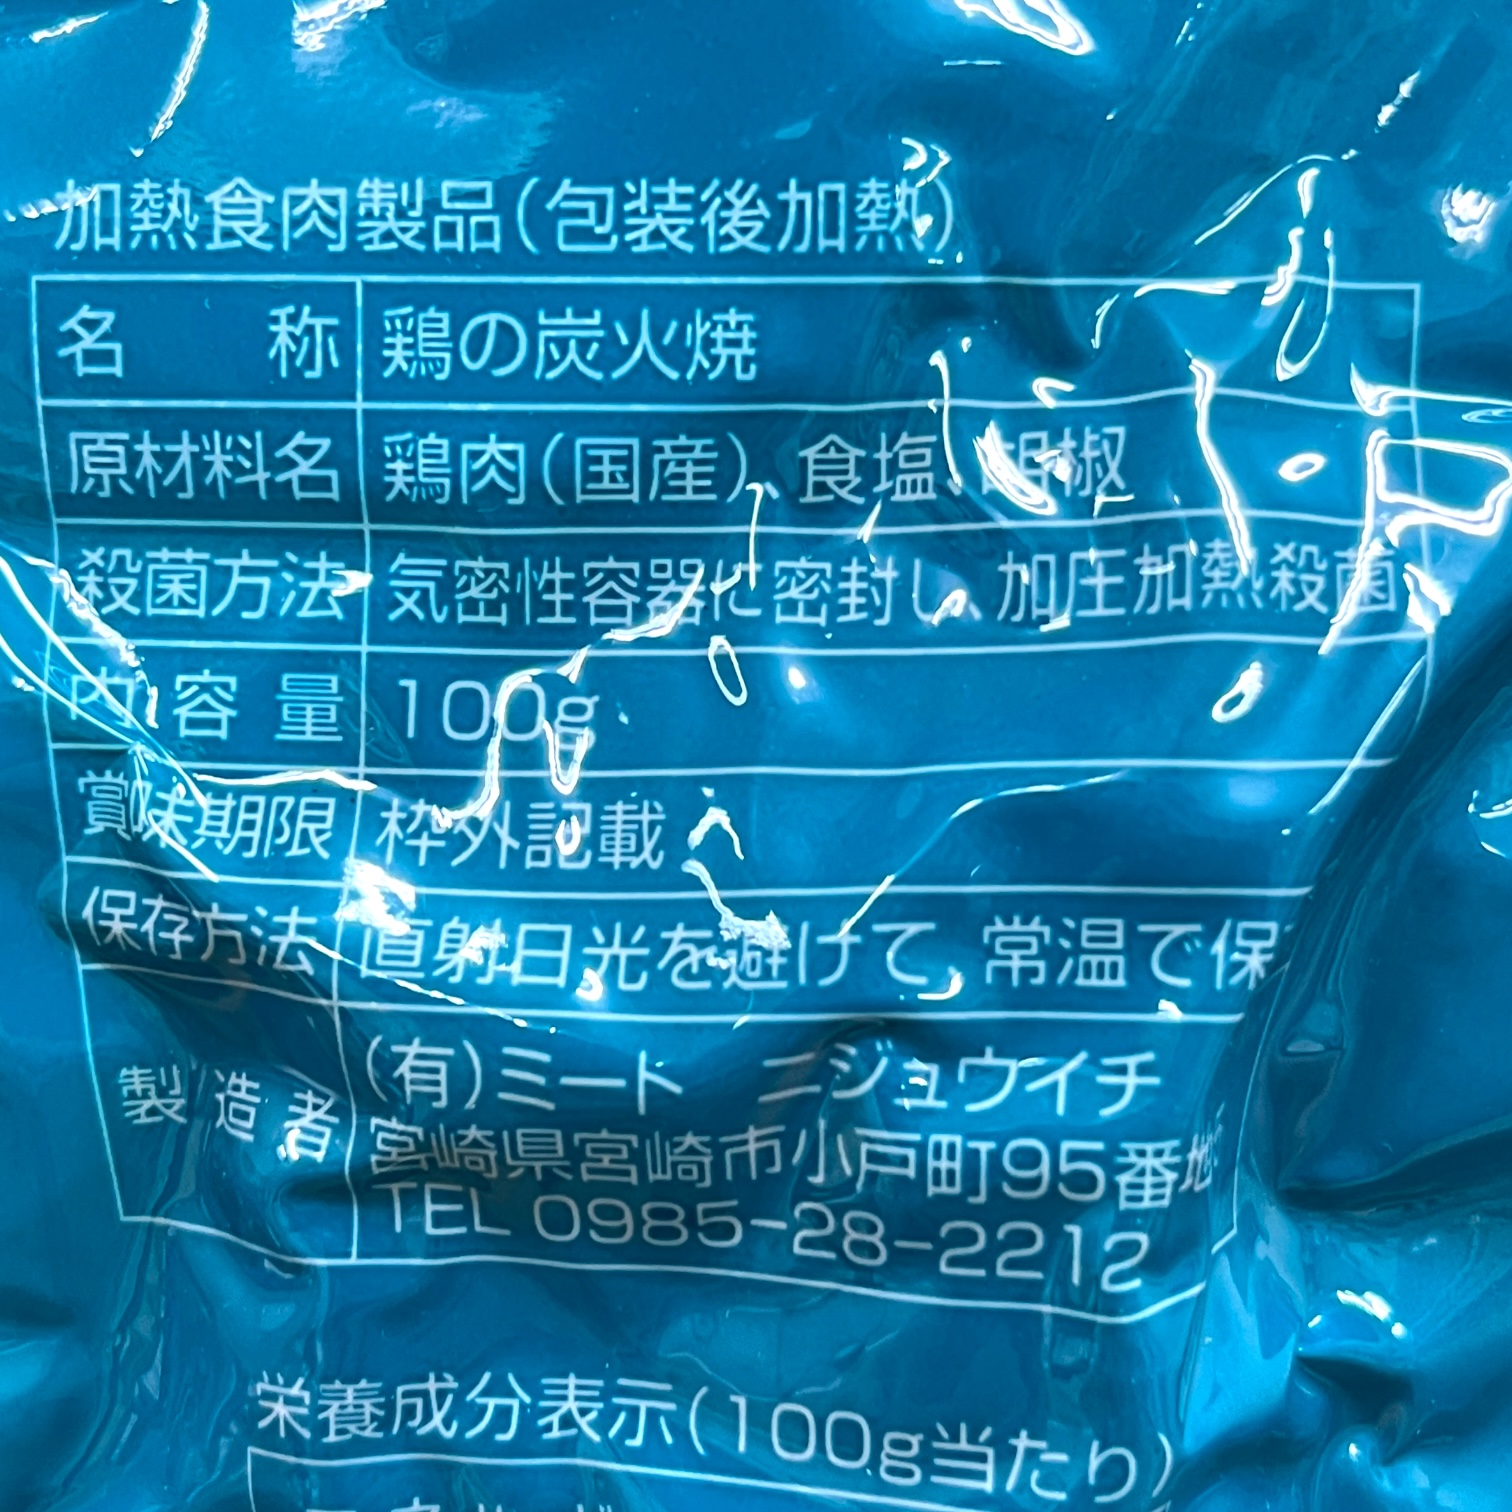 加熱食肉製品(包装後加熱)
名称 鶏の炭火焼
原材料名 鶏肉(国産)、食塩、胡椒
殺菌方法 気密性容器に密封し、加圧加熱殺菌
内容量 100g
賞味期限 枠外記載
保存方法 直射日光を避けて、常温で保
製造者 (有)ミート ニジュウイチ
宮崎県宮崎市小戸町95番地
TEL 0985-28-2212
栄養成分表示(100g当たり)